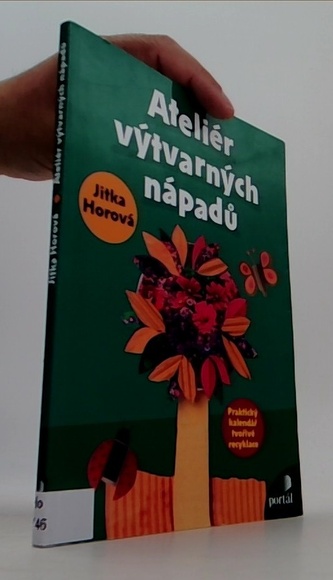 Ateliér
výtvarných
nápadů
Jitka
Horová
Praktický
kalendář
tvořivé
recyklace
portál
Jitka Horová • Ateliér výtvarných nápadů